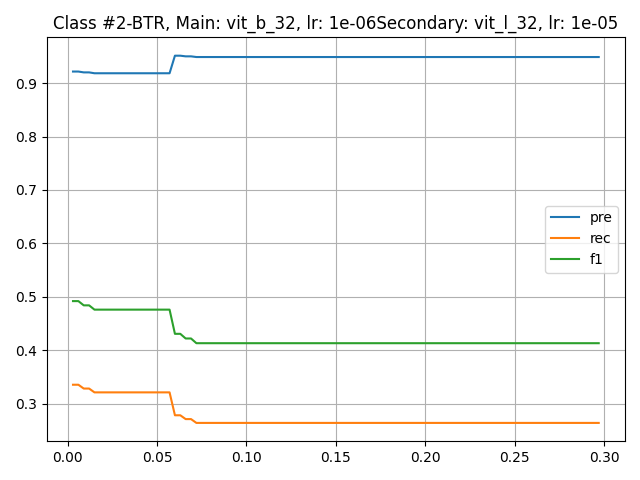 Class #2-BTR, Main: vit_b_32, lr: 1e-06Secondary: vit_l_32, lr: 1e-05
0.9
0.8
0.7
0.6
0.5
0.4
0.3
pre
rec
f1
0.00 0.05 0.10 0.15 0.20 0.25 0.30